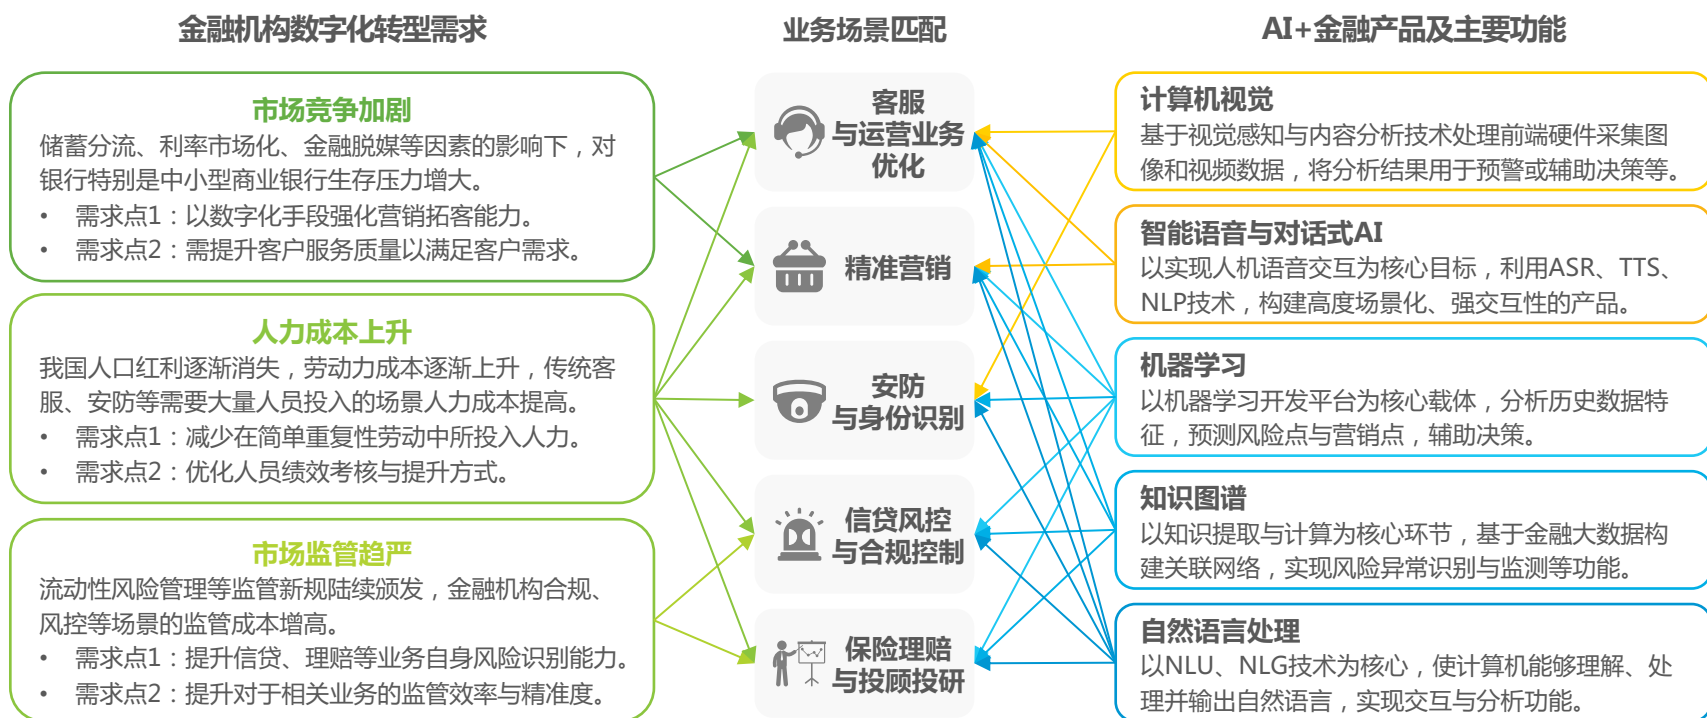 金融机构数字化转型需求
市场竞争加剧
储蓄分流、利率市场化、金融脱媒等因素的影响下，对
银行特别是中小型商业银行生存压力增大。
• 需求点1：以数字化手段强化营销拓客能力。
• 需求点2：需提升客户服务质量以满足客户需求。
人力成本上升
我国人口红利逐渐消失，劳动力成本逐渐上升，传统客
服、安防等需要大量人员投入的场景人力成本提高。
• 需求点1：减少在简单重复性劳动中所投入人力。
• 需求点2：优化人员绩效考核与提升方式。
市场监管趋严
流动性风险管理等监管新规陆续颁发，金融机构合规、
风控等场景的监管成本增高。
• 需求点1：提升信贷、理赔等业务自身风险识别能力。
• 需求点2：提升对于相关业务的监管效率与精准度。
业务场景匹配
客服
与运营业务
优化
精准营销
安防
与身份识别
信贷风控
与合规控制
保险理赔
与投顾投研
AI+金融产品及主要功能
计算机视觉
基于视觉感知与内容分析技术处理前端硬件采集图
像和视频数据，将分析结果用于预警或辅助决策等。
智能语音与对话式AI
以实现人机语音交互为核心目标，利用ASR、TTS、
NLP技术，构建高度场景化、强交互性的产品。
机器学习
以机器学习开发平台为核心载体，分析历史数据特
征，预测风险点与营销点，辅助决策。
知识图谱
以知识提取与计算为核心环节，基于金融大数据构
建关联网络，实现风险异常识别与监测等功能。
自然语言处理
以NLU、NLG技术为核心，使计算机能够理解、处
理并输出自然语言，实现交互与分析功能。